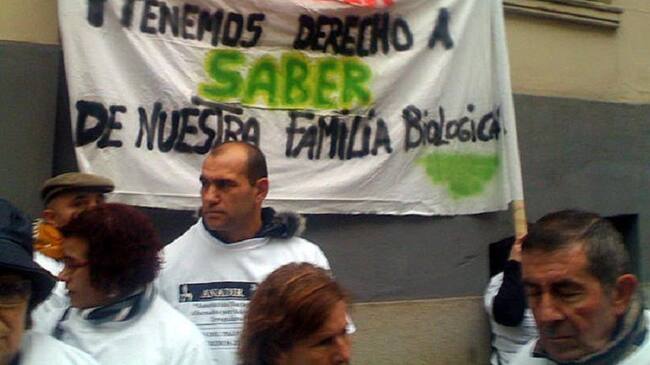 TENEMOS DERECHO A
SABER
DE NUESTRA FAMILIA BIOLOGICA
ANADIR